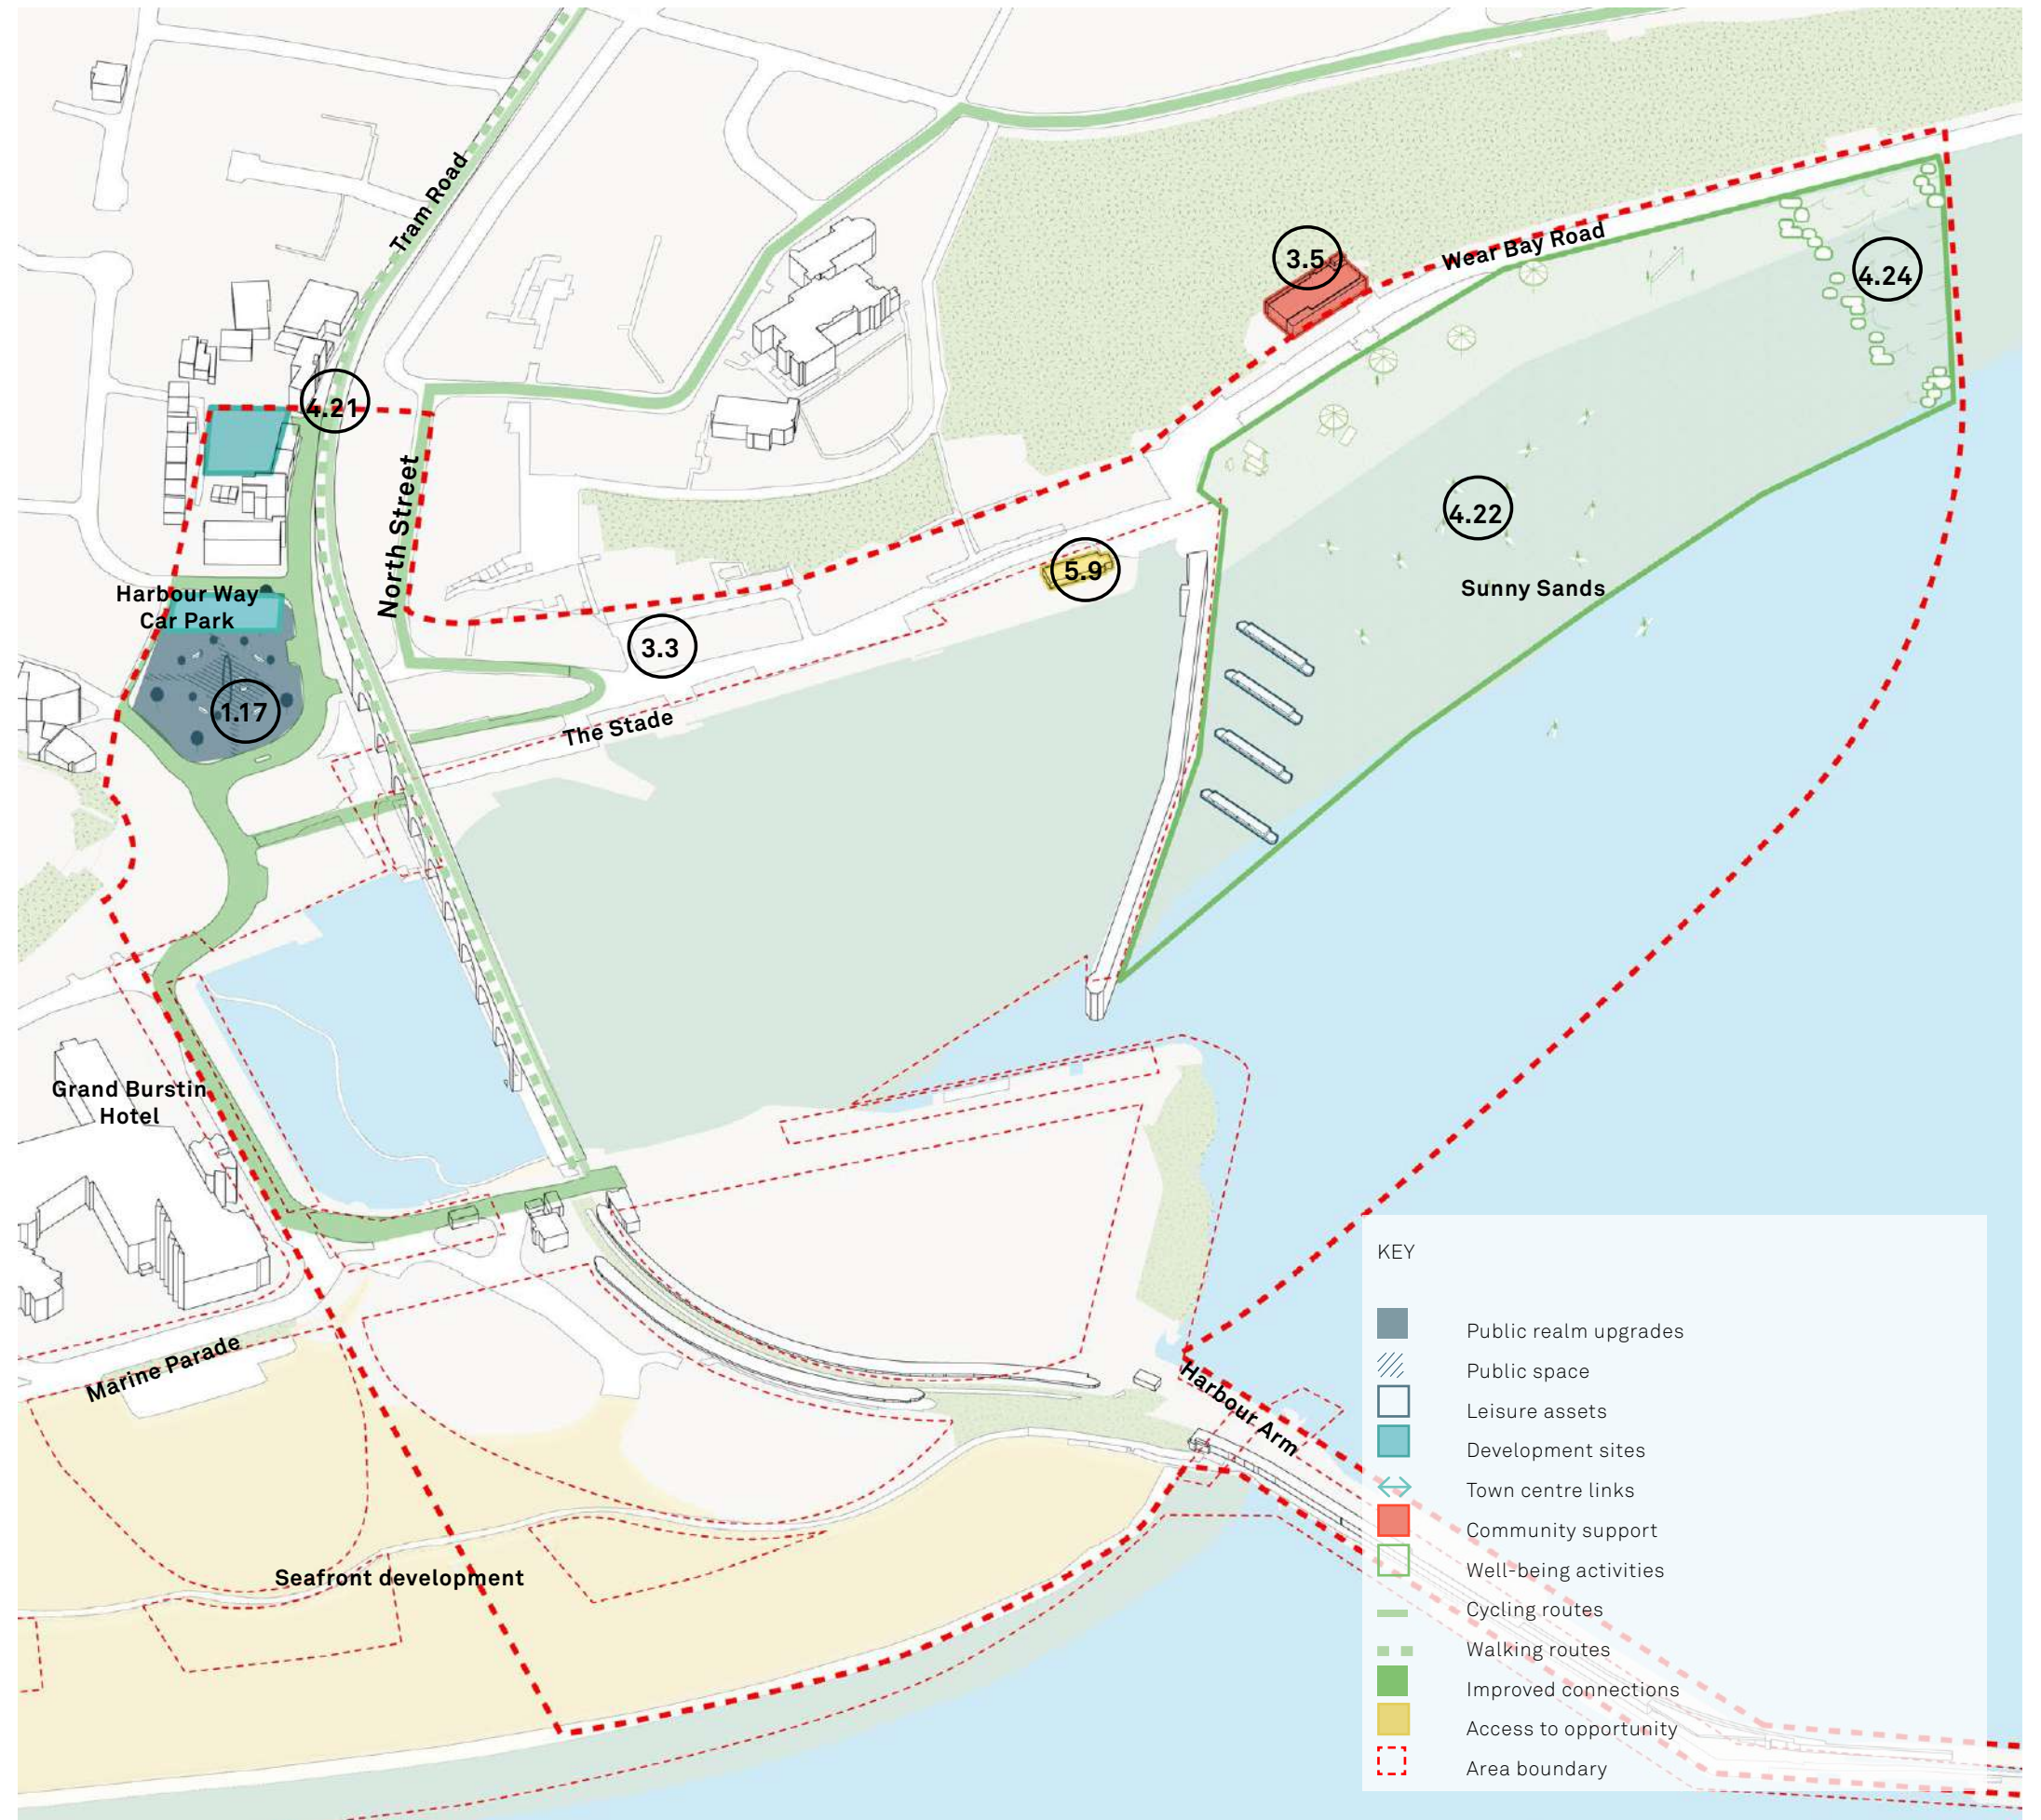 Tram Road
3.5
Wear Bay Road
4.24
4.21
North Street
4.22
5.9
Sunny Sands
Harbour Way
Car Park
3.3
1.17
The Stade
Grand Burstin
Hotel
Marine Parade
Harbour Arm
Seafront development
KEY
Public realm upgrades
Public space
Leisure assets
Development sites
Town centre links
Community support
Well-being activities
Cycling routes
Walking routes
Improved connections
Access to opportunity
Area boundary